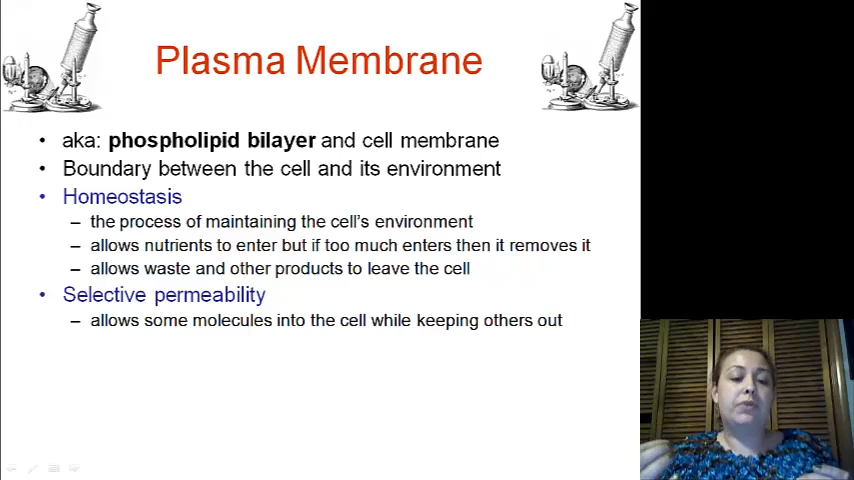 Plasma Membrane
• aka: phospholipid bilayer and cell membrane
• Boundary between the cell and its environment
• Homeostasis
– the process of maintaining the cell's environment
– allows nutrients to enter but if too much enters then it removes it
– allows waste and other products to leave the cell
• Selective permeability
– allows some molecules into the cell while keeping others out